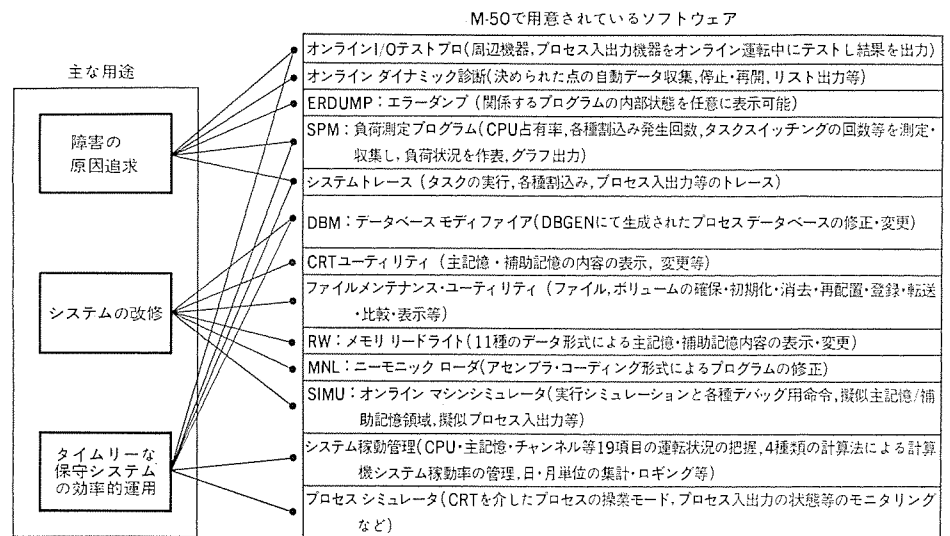 M-50で用意されているソフトウェア
主な用途
障害の
原因追求
システムの改修
タイムリーな
保守システム
の効率的運用
オンラインI/Oテストプロ(周辺機器,プロセス入出力機器をオンライン運転中にテストし結果を出力)
オンライン ダイナミック診断(決められた点の自動データ収集,停止・再開,リスト出力等)
ERDUMP:エラーダンプ (関係するプログラムの内部状態を任意に表示可能)
SPM:負荷測定プログラム(CPU占有率,各種割込み発生回数,タスクスイッチングの回数等を測定・
収集し,負荷状況を作表,グラフ出力)
システムトレース (タスクの実行,各種割込み,プロセス入出力等のトレース)
DBM:データベース モディファイア(DBGENにて生成されたプロセス データベースの修正・変更)
CRTユーティリティ (主記憶・補助記憶の内容の表示, 変更等)
ファイルメンテナンス・ユーティリティ (ファイル,ボリュームの確保・初期化・消去・再配置・登録・転送
・比較・表示等)
RW:メモリ リードライト(11種のデータ形式による主記憶・補助記憶内容の表示・変更)
MNL:ニーモニック ローダ(アセンブラ・コーディング形式によるプログラムの修正)
SIMU:オンライン マシンシミュレータ(実行シミュレーションと各種デバッグ用命令,擬似主記憶/補
助記憶領域,擬似プロセス入出力等)
システム稼動管理(CPU・主記憶・チャンネル等19項目の運転状況の把握,4種類の計算法による計算
機システム稼動率の管理,日・月単位の集計・ロギング等)
プロセス シミュレータ(CRTを介したプロセスの操業モード,プロセス入出力の状態等のモニタリング
など)